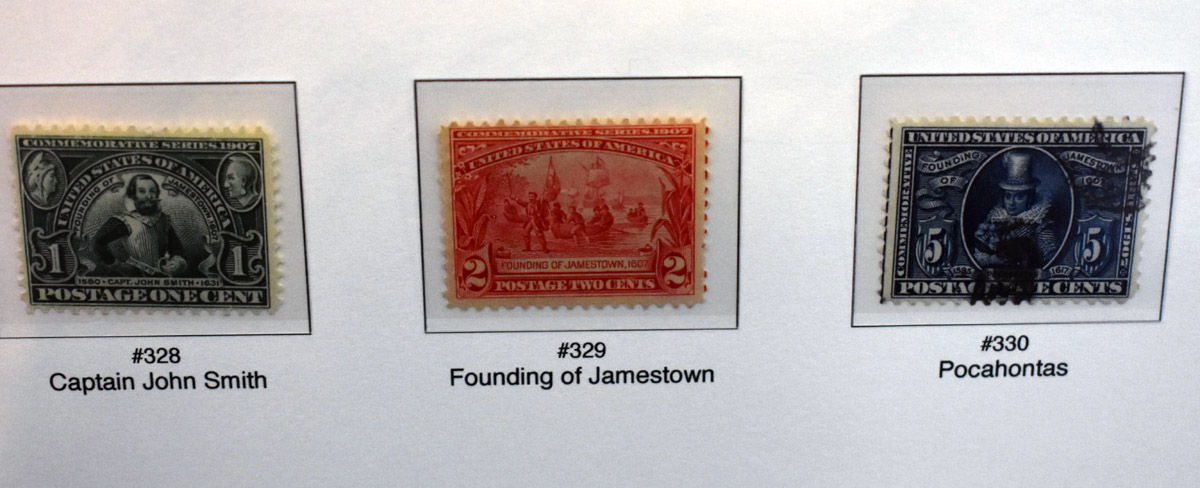 COMMEMORATIVE SERIES, 1907
UNITED STATES OF AMERICA
FOUNDING OF JAMESTOWN 1607
1 1
1580 • CAPT. JOHN SMITH • 1631
POSTAGE ONE CENT
#328
Captain John Smith
COMMEMORATIVE SERIES, 1907
UNITED STATES OF AMERICA
2 2
FOUNDING OF JAMESTOWN, 1607
POSTAGE TWO CENTS
#329
Founding of Jamestown
UNITED STATES OF AMERICA
COMMEMORATIVE
SERIES
FOUNDING OF
JAMESTOWN
5 5
1595
1617
CENTS
#330
Pocahontas